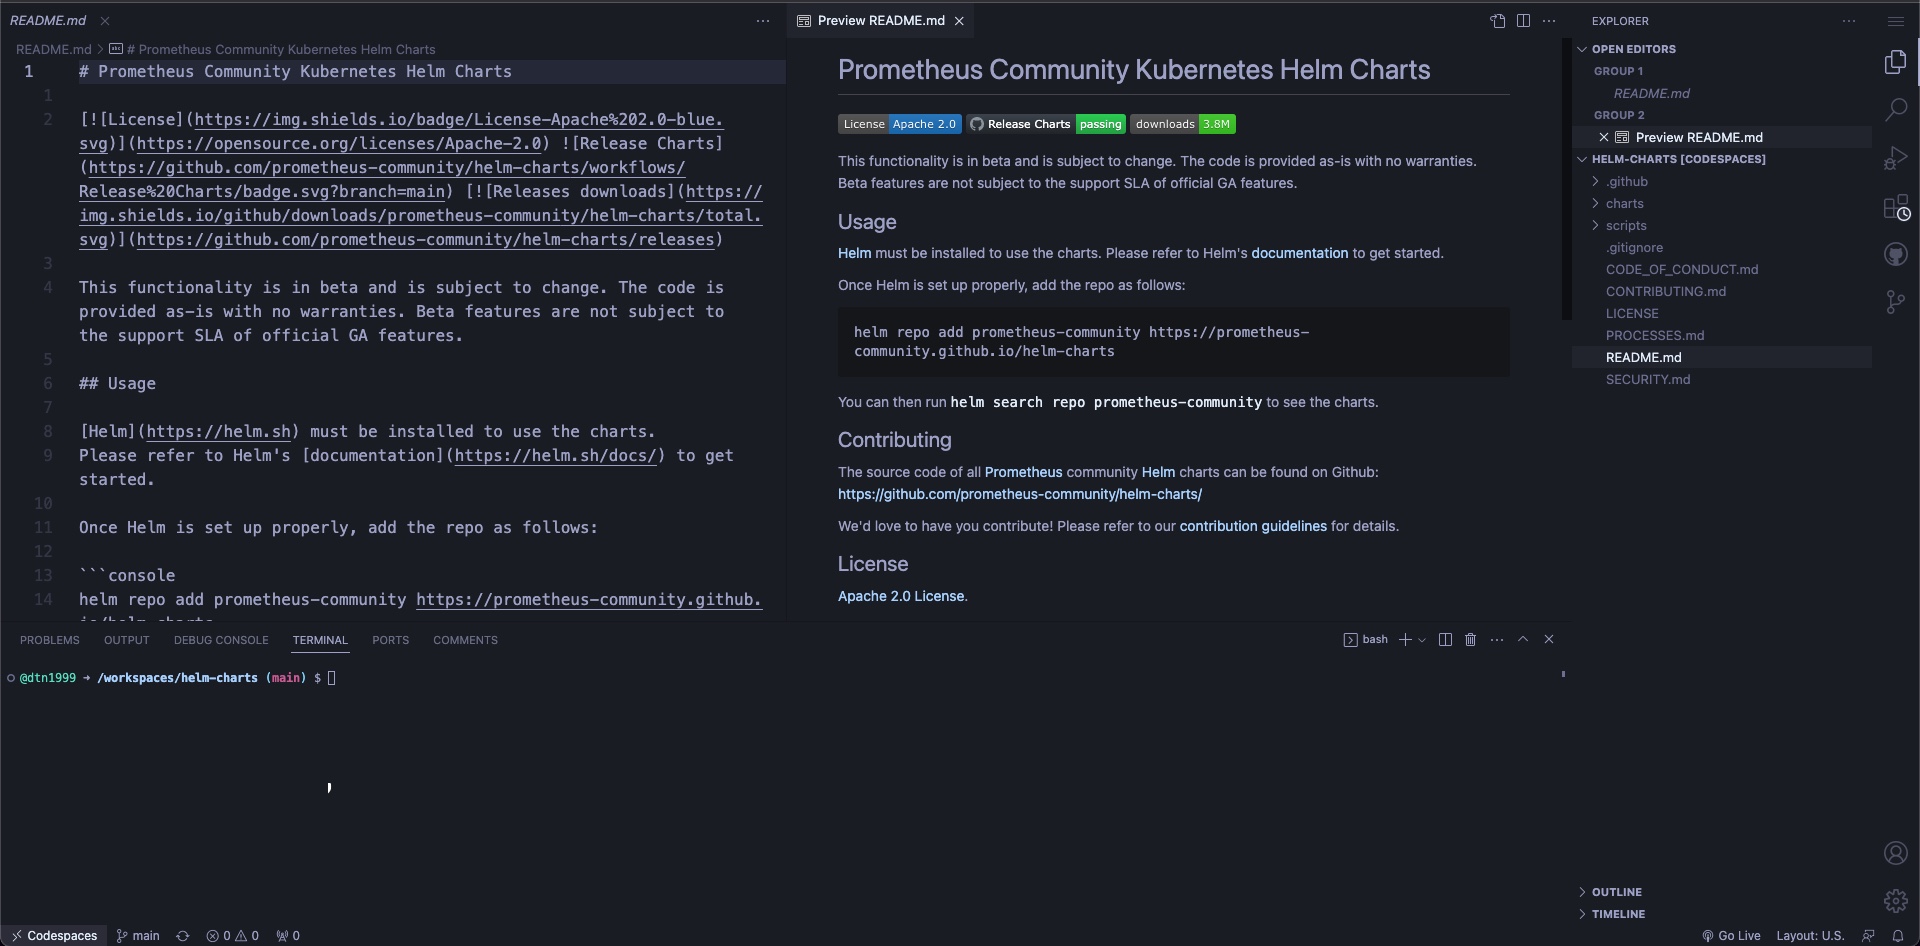 README.md
README.md > # Prometheus Community Kubernetes Helm Charts
1 # Prometheus Community Kubernetes Helm Charts
1
2 [![License](https://img.shields.io/badge/License-Apache%202.0-blue.
svg)](https://opensource.org/licenses/Apache-2.0) ![Release Charts]
(https://github.com/prometheus-community/helm-charts/workflows/
Release%20Charts/badge.svg?branch=main) [![Releases downloads](https://
img.shields.io/github/downloads/prometheus-community/helm-charts/total.
svg)](https://github.com/prometheus-community/helm-charts/releases)
3
4 This functionality is in beta and is subject to change. The code is
provided as-is with no warranties. Beta features are not subject to
the support SLA of official GA features.
5
6 ## Usage
7
8 [Helm](https://helm.sh) must be installed to use the charts.
9 Please refer to Helm's [documentation](https://helm.sh/docs/) to get
started.
10
11 Once Helm is set up properly, add the repo as follows:
12
13 ```console
14 helm repo add prometheus-community https://prometheus-community.github.
io/helm-charts
Preview README.md
Prometheus Community Kubernetes Helm Charts
License Apache 2.0 Release Charts passing downloads 3.8M
This functionality is in beta and is subject to change. The code is provided as-is with no warranties.
Beta features are not subject to the support SLA of official GA features.
Usage
Helm must be installed to use the charts. Please refer to Helm's documentation to get started.
Once Helm is set up properly, add the repo as follows:
helm repo add prometheus-community https://prometheus-
community.github.io/helm-charts
You can then run helm search repo prometheus-community to see the charts.
Contributing
The source code of all Prometheus community Helm charts can be found on Github:
https://github.com/prometheus-community/helm-charts/
We'd love to have you contribute! Please refer to our contribution guidelines for details.
License
Apache 2.0 License.
EXPLORER
OPEN EDITORS
GROUP 1
README.md
GROUP 2
Preview README.md
HELM-CHARTS [CODESPACES]
.github
charts
scripts
.gitignore
CODE_OF_CONDUCT.md
CONTRIBUTING.md
LICENSE
PROCESSES.md
README.md
SECURITY.md
OUTLINE
TIMELINE
PROBLEMS OUTPUT DEBUG CONSOLE TERMINAL PORTS COMMENTS
bash
@dtn1999 → /workspaces/helm-charts (main) $
Codespaces main 0 0 0
Go Live Layout: U.S.